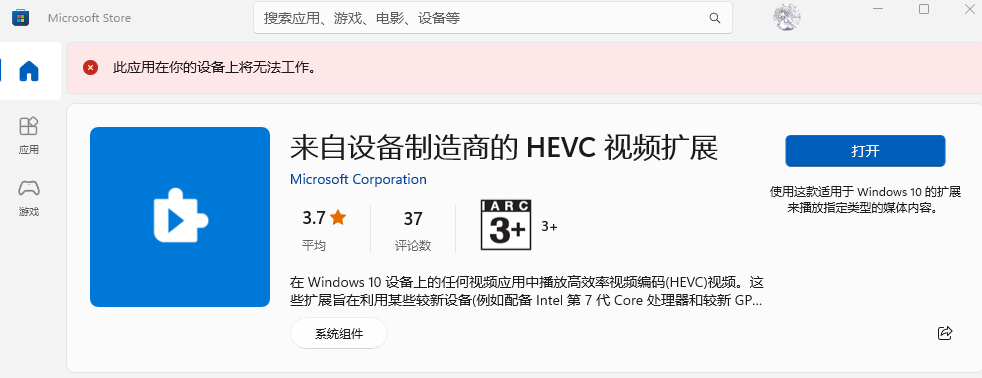 Microsoft Store
搜索应用、游戏、电影、设备等
此应用在你的设备上将无法工作。
应用
游戏
来自设备制造商的 HEVC 视频扩展
Microsoft Corporation
3.7
平均
37
评论数
IARC
3+
3+
打开
使用这款适用于 Windows 10 的扩展
来播放指定类型的媒体内容。
在 Windows 10 设备上的任何视频应用中播放高效率视频编码(HEVC)视频。这
些扩展旨在利用某些较新设备(例如配备 Intel 第 7 代 Core 处理器和较新 GP...
系统组件